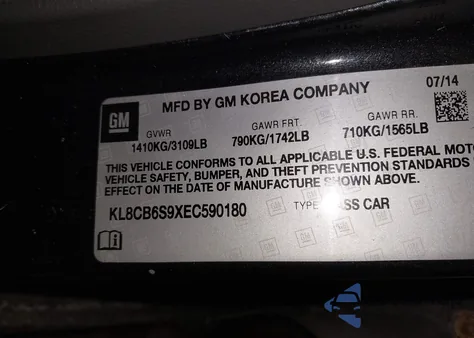 MFD BY GM KOREA COMPANY
07/14
GM
GVWR GAWR FRT. GAWR RR.
1410KG/3109LB 790KG/1742LB 710KG/1565LB
THIS VEHICLE CONFORMS TO ALL APPLICABLE U.S. FEDERAL MOTO
VEHICLE SAFETY, BUMPER, AND THEFT PREVENTION STANDARDS
EFFECT ON THE DATE OF MANUFACTURE SHOWN ABOVE.
KL8CB6S9XEC590180 TYPE: CAR